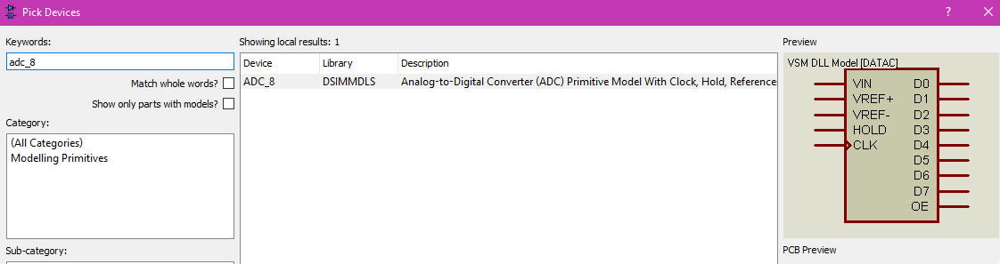 Pick Devices
? ×
Keywords:
adc_8
Match whole words?
Show only parts with models?
Category:
(All Categories)
Modelling Primitives
Sub-category:
Showing local results: 1
Device Library Description
ADC_8 DSIMMDLS Analog-to-Digital Converter (ADC) Primitive Model With Clock, Hold, Reference
Preview
VSM DLL Model [DATAC]
VIN D0
VREF+ D1
VREF- D2
HOLD D3
CLK D4
D5
D6
D7
OE
PCB Preview